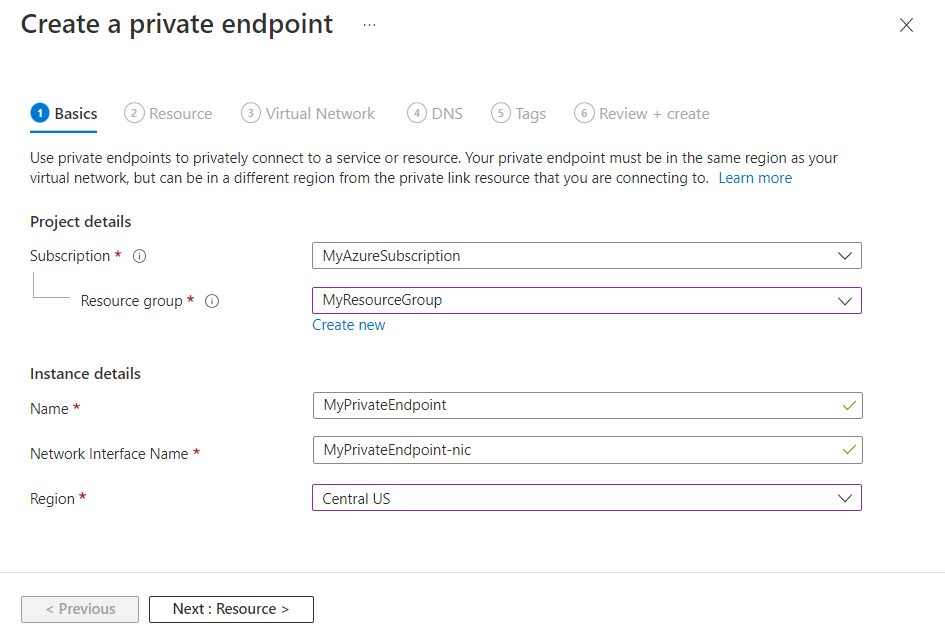 Create a private endpoint ...
1 Basics 2 Resource 3 Virtual Network 4 DNS 5 Tags 6 Review + create
Use private endpoints to privately connect to a service or resource. Your private endpoint must be in the same region as your
virtual network, but can be in a different region from the private link resource that you are connecting to. Learn more
Project details
Subscription * MyAzureSubscription
Resource group * MyResourceGroup
Create new
Instance details
Name * MyPrivateEndpoint
Network Interface Name * MyPrivateEndpoint-nic
Region * Central US
< Previous Next : Resource >